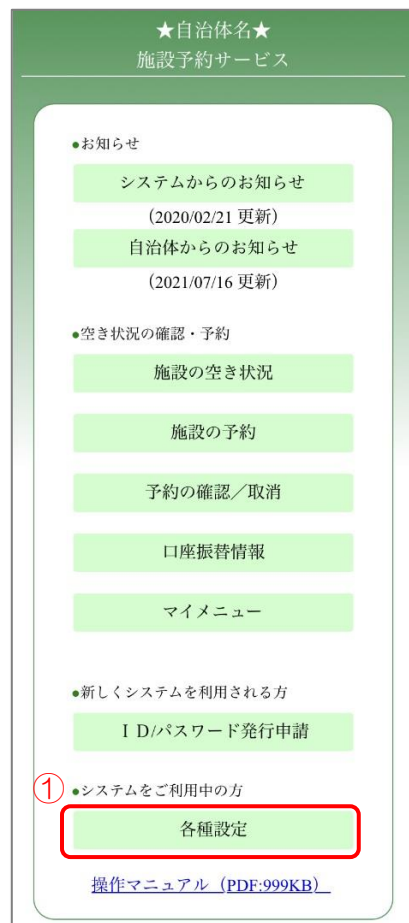 ★自治体名★
施設予約サービス
●お知らせ
システムからのお知らせ
（2020/02/21 更新）
自治体からのお知らせ
（2021/07/16 更新）
●空き状況の確認・予約
施設の空き状況
施設の予約
予約の確認／取消
口座振替情報
マイメニュー
●新しくシステムを利用される方
ＩＤ/パスワード発行申請
① ●システムをご利用中の方
各種設定
操作マニュアル（PDF:999KB）